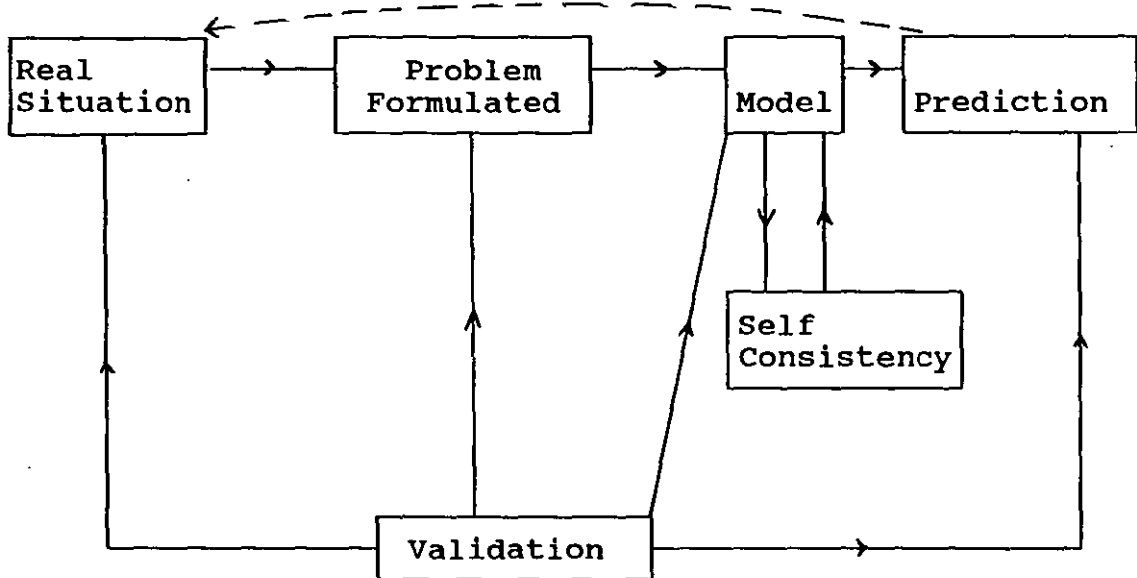 Real
Situation
Problem
Formulated
Model
Prediction
Self
Consistency
Validation